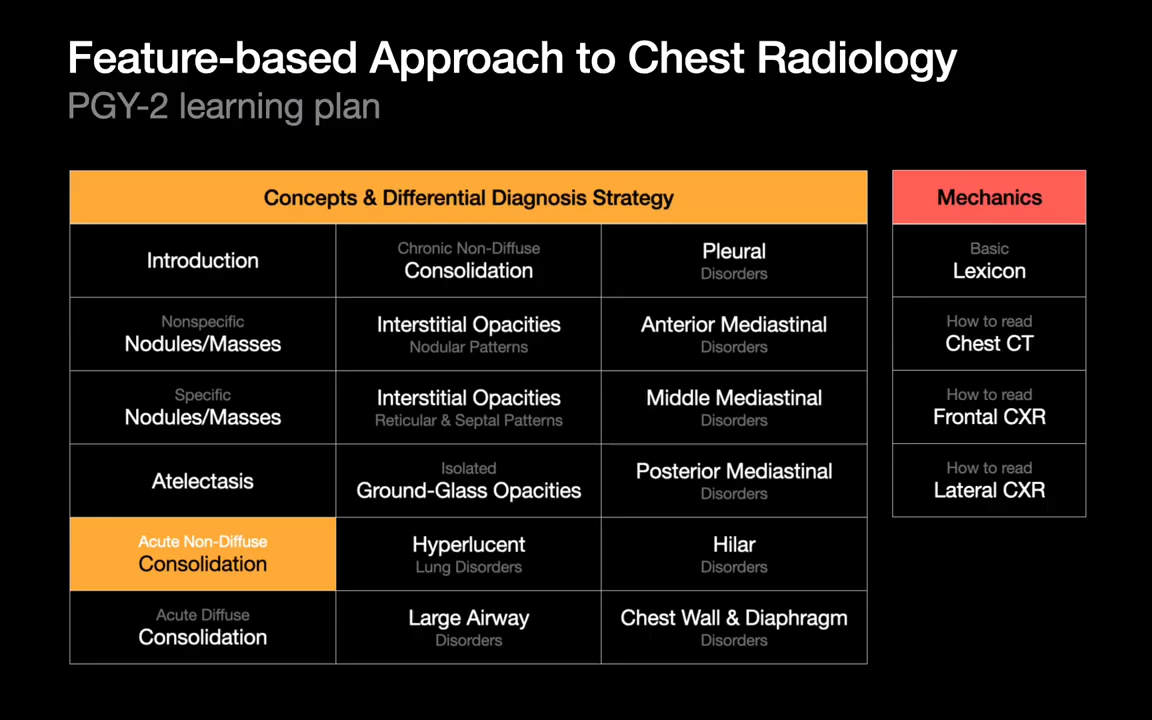 Feature-based Approach to Chest Radiology
PGY-2 learning plan
Concepts & Differential Diagnosis Strategy
Introduction
Chronic Non-Diffuse
Consolidation
Pleural
Disorders
Nonspecific
Nodules/Masses
Interstitial Opacities
Nodular Patterns
Anterior Mediastinal
Disorders
Specific
Nodules/Masses
Interstitial Opacities
Reticular & Septal Patterns
Middle Mediastinal
Disorders
Atelectasis
Isolated
Ground-Glass Opacities
Posterior Mediastinal
Disorders
Acute Non-Diffuse
Consolidation
Hyperlucent
Lung Disorders
Hilar
Disorders
Acute Diffuse
Consolidation
Large Airway
Disorders
Chest Wall & Diaphragm
Disorders
Mechanics
Basic
Lexicon
How to read
Chest CT
How to read
Frontal CXR
How to read
Lateral CXR